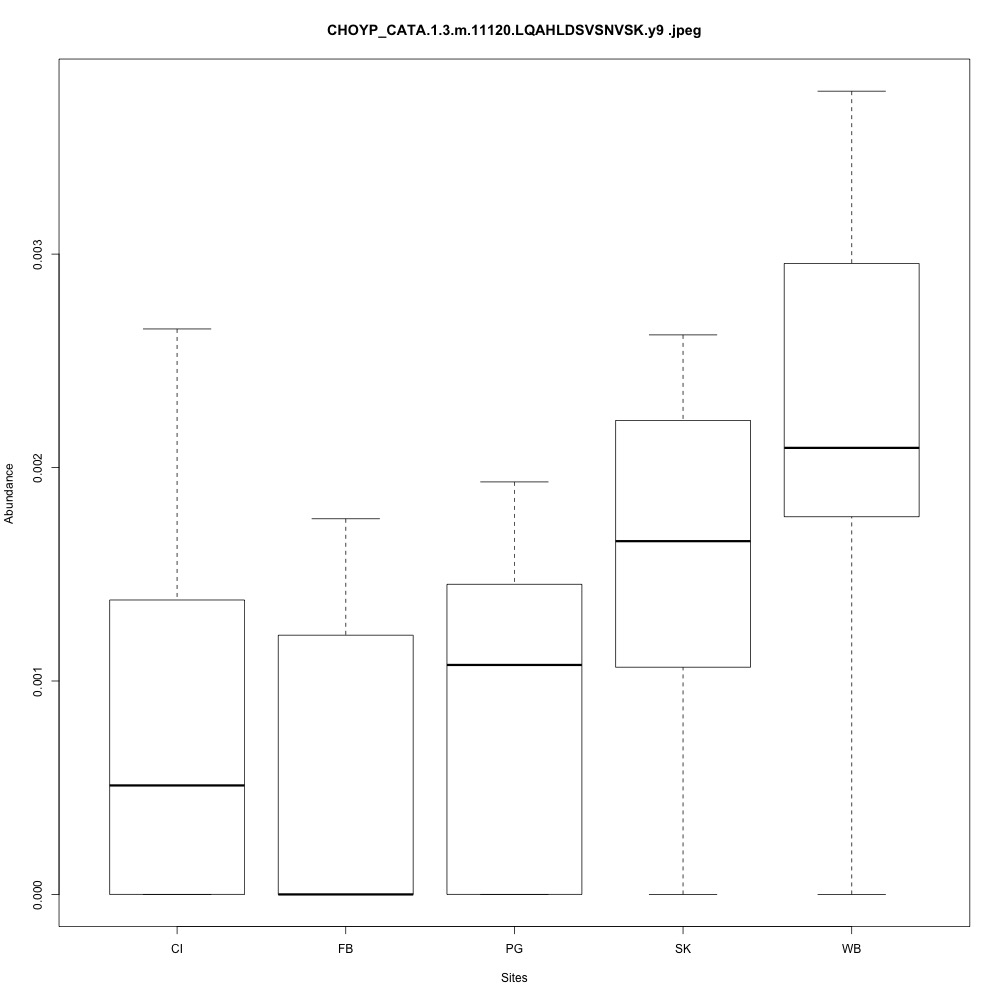 CHOYP_CATA.1.3.m.11120.LQAHLDSVSNVSK.y9 .jpeg
Abundance
0.003
0.002
0.001
0.000
CI FB PG SK WB
Sites